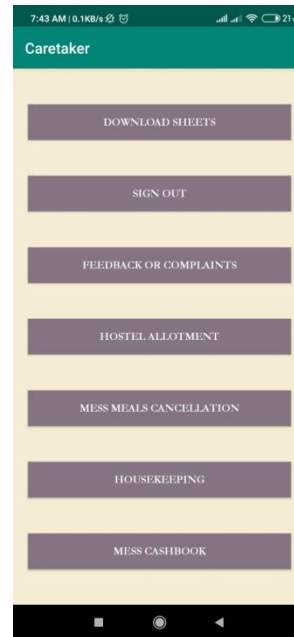 7:43 AM | 0.1KB/s
Caretaker
DOWNLOAD SHEETS
SIGN OUT
FEEDBACK OR COMPLAINTS
HOSTEL ALLOTMENT
MESS MEALS CANCELLATION
HOUSEKEEPING
MESS CASHBOOK